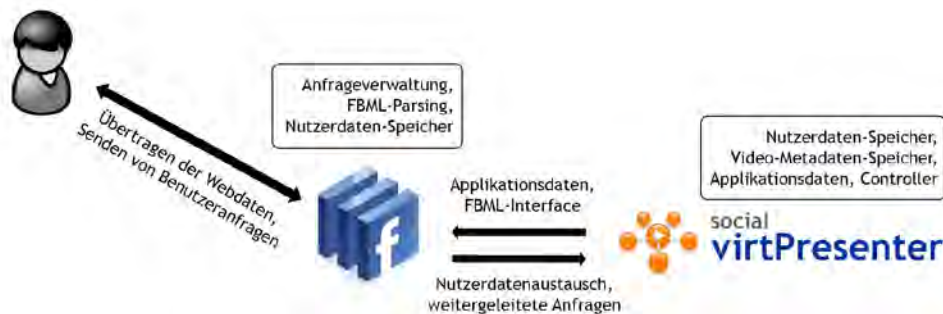 Anfrageverwaltung,
FBML-Parsing,
Nutzerdaten-Speicher
Übertragen der Webdaten,
Senden von Benutzeranfragen
f
Applikationsdaten,
FBML-Interface
Nutzerdatenaustausch,
weitergeleitete Anfragen
Nutzerdaten-Speicher,
Video-Metadaten-Speicher,
Applikationsdaten, Controller
social
virtPresenter